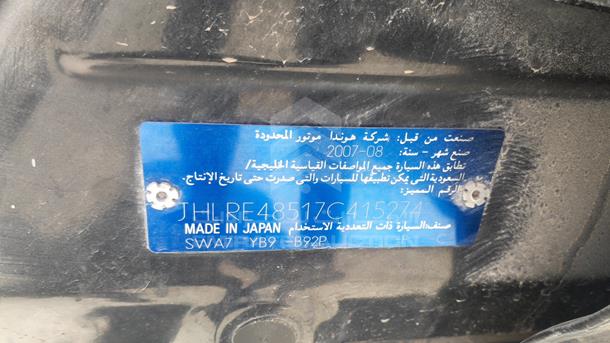 صنعت من قبل: شركة هوندا موتور المحدودة
صنع شهر - سنة: 08-2007
تطابق هذه السيارة جميع المواصفات القياسية الخليجية/
السعودية التي يمكن تطبيقها للسيارات والتي صدرت حتى تاريخ الإنتاج.
الرقم المميز:
JHLRE48517C415274
صنف السيارة ذات التعددية الاستخدام
MADE IN JAPAN
SWA7 YB9 B92P